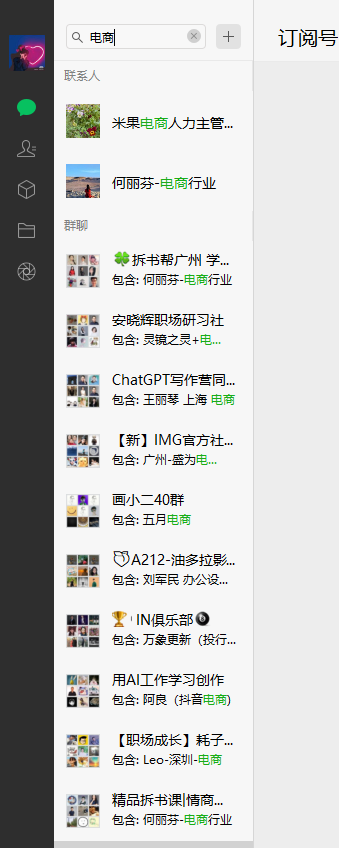 电商
订阅号
联系人
米果电商人力主管...
何丽芬-电商行业
群聊
🍀拆书帮广州 学...
包含: 何丽芬-电商行业
安晓辉职场研习社
包含: 灵镜之灵+电...
ChatGPT写作营同...
包含: 王丽琴 上海 电商
【新】IMG官方社...
包含: 广州-盛为电...
画小二40群
包含: 五月电商
A212-油多拉影...
包含: 刘军民 办公设...
🏆IN俱乐部🎱
包含: 万象更新（投行...
用AI工作学习创作
包含: 阿良（抖音电商)
【职场成长】耗子...
包含: Leo-深圳-电商
精品拆书课|情商...
包含: 何丽芬-电商行业